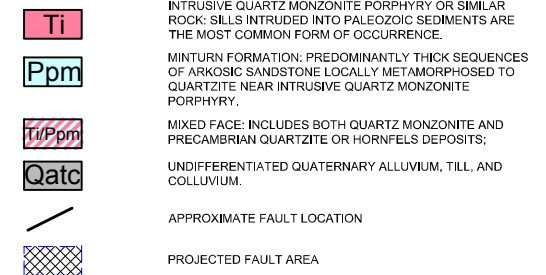 INTRUSIVE QUARTZ MONZONITE PORPHYRY OR SIMILAR
Ti
ROCK: SILLS INTRUDED INTO PALEOZOIC SEDIMENTS ARE
THE MOST COMMON FORM OF OCCURRENCE.
MINTURN FORMATION: PREDOMINANTLY THICK SEQUENCES
Ppm
OF ARKOSIC SANDSTONE LOCALLY METAMORPHOSED TO
QUARTZITE NEAR INTRUSIVE QUARTZ MONZONITE
PORPHYRY.
MIXED FACE: INCLUDES BOTH QUARTZ MONZONITE AND
Ti/Ppm
PRECAMBRIAN QUARTZITE OR HORNFELS DEPOSITS;
UNDIFFERENTIATED QUATERNARY ALLUVIUM, TILL, AND
Qatc
COLLUVIUM.
APPROXIMATE FAULT LOCATION
PROJECTED FAULT AREA